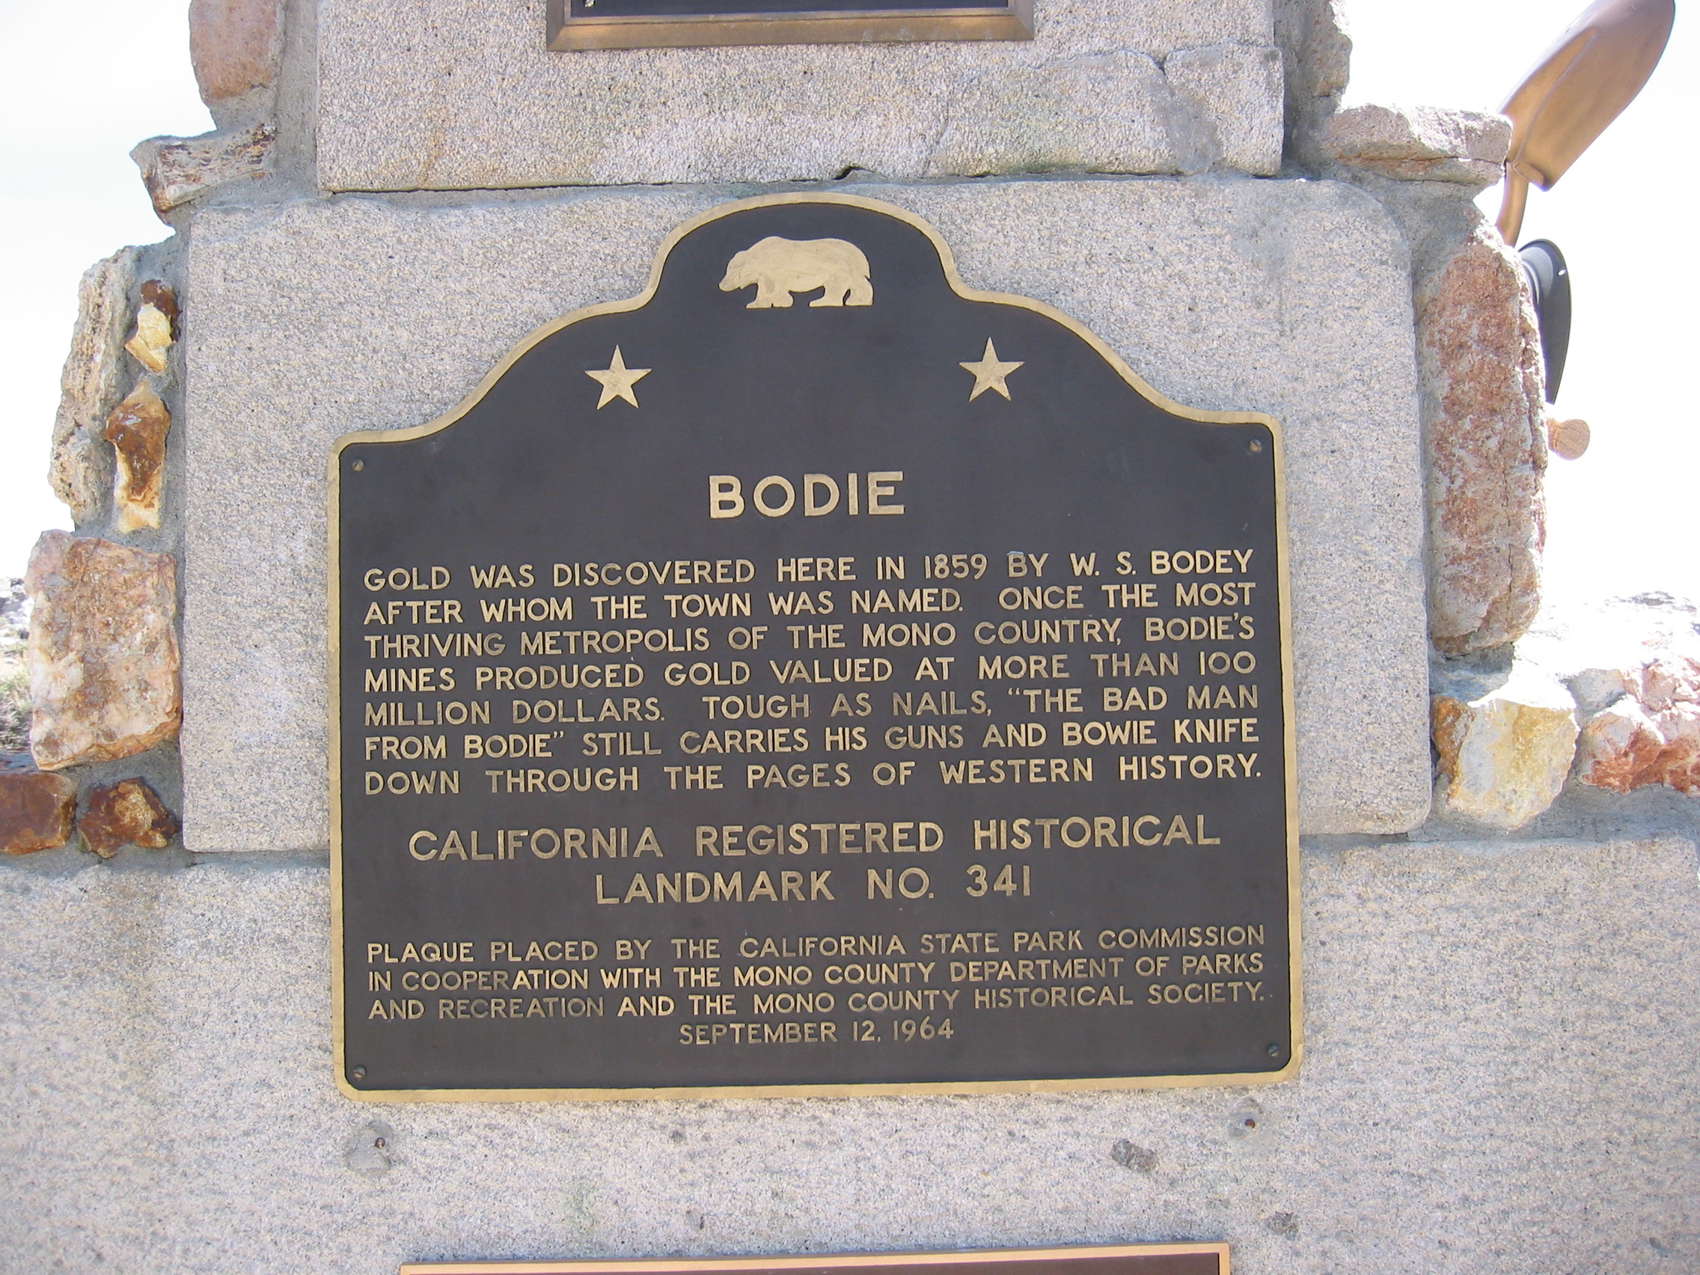 BODIE
GOLD WAS DISCOVERED HERE IN 1859 BY W. S. BODEY
AFTER WHOM THE TOWN WAS NAMED. ONCE THE MOST
THRIVING METROPOLIS OF THE MONO COUNTRY, BODIE'S
MINES PRODUCED GOLD VALUED AT MORE THAN 100
MILLION DOLLARS. TOUGH AS NAILS, "THE BAD MAN
FROM BODIE" STILL CARRIES HIS GUNS AND BOWIE KNIFE
DOWN THROUGH THE PAGES OF WESTERN HISTORY.
CALIFORNIA REGISTERED HISTORICAL
LANDMARK NO. 341
PLAQUE PLACED BY THE CALIFORNIA STATE PARK COMMISSION
IN COOPERATION WITH THE MONO COUNTY DEPARTMENT OF PARKS
AND RECREATION AND THE MONO COUNTY HISTORICAL SOCIETY.
SEPTEMBER 12, 1964